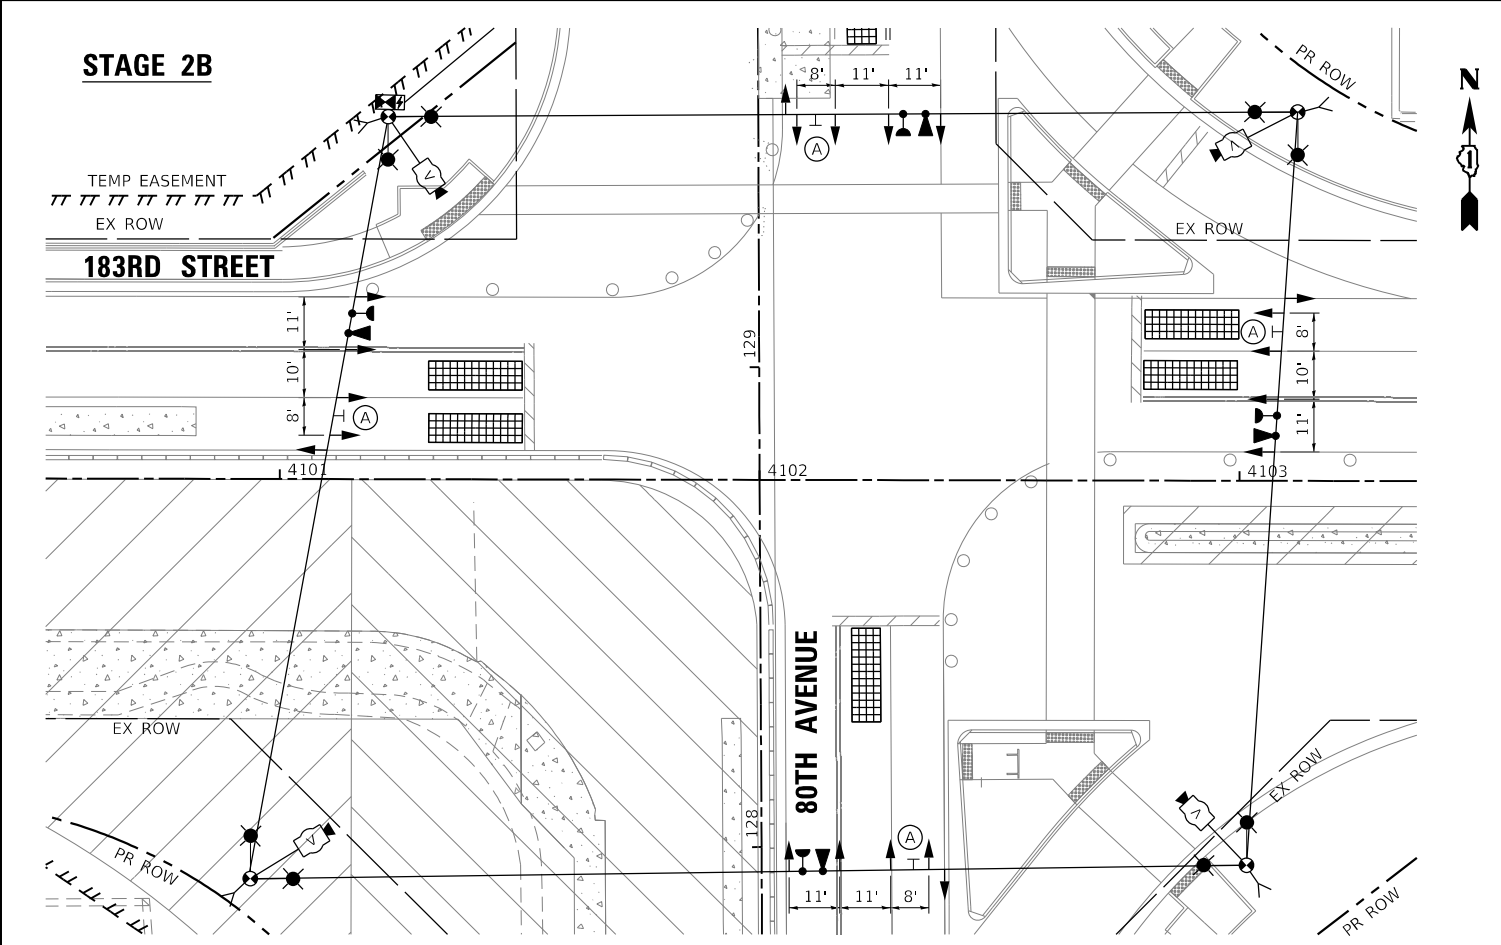 STAGE 2B
8' 11' 11'
PR ROW
N
A
1
V
V
TEMP EASEMENT
EX ROW
EX ROW
183RD STREET
11'
129
A
8'
10'
10'
8'
A
11'
4101
4102
4103
80TH AVENUE
EX ROW
EX ROW
128
A
V
V
PR ROW
11' 11' 8'
PR ROW